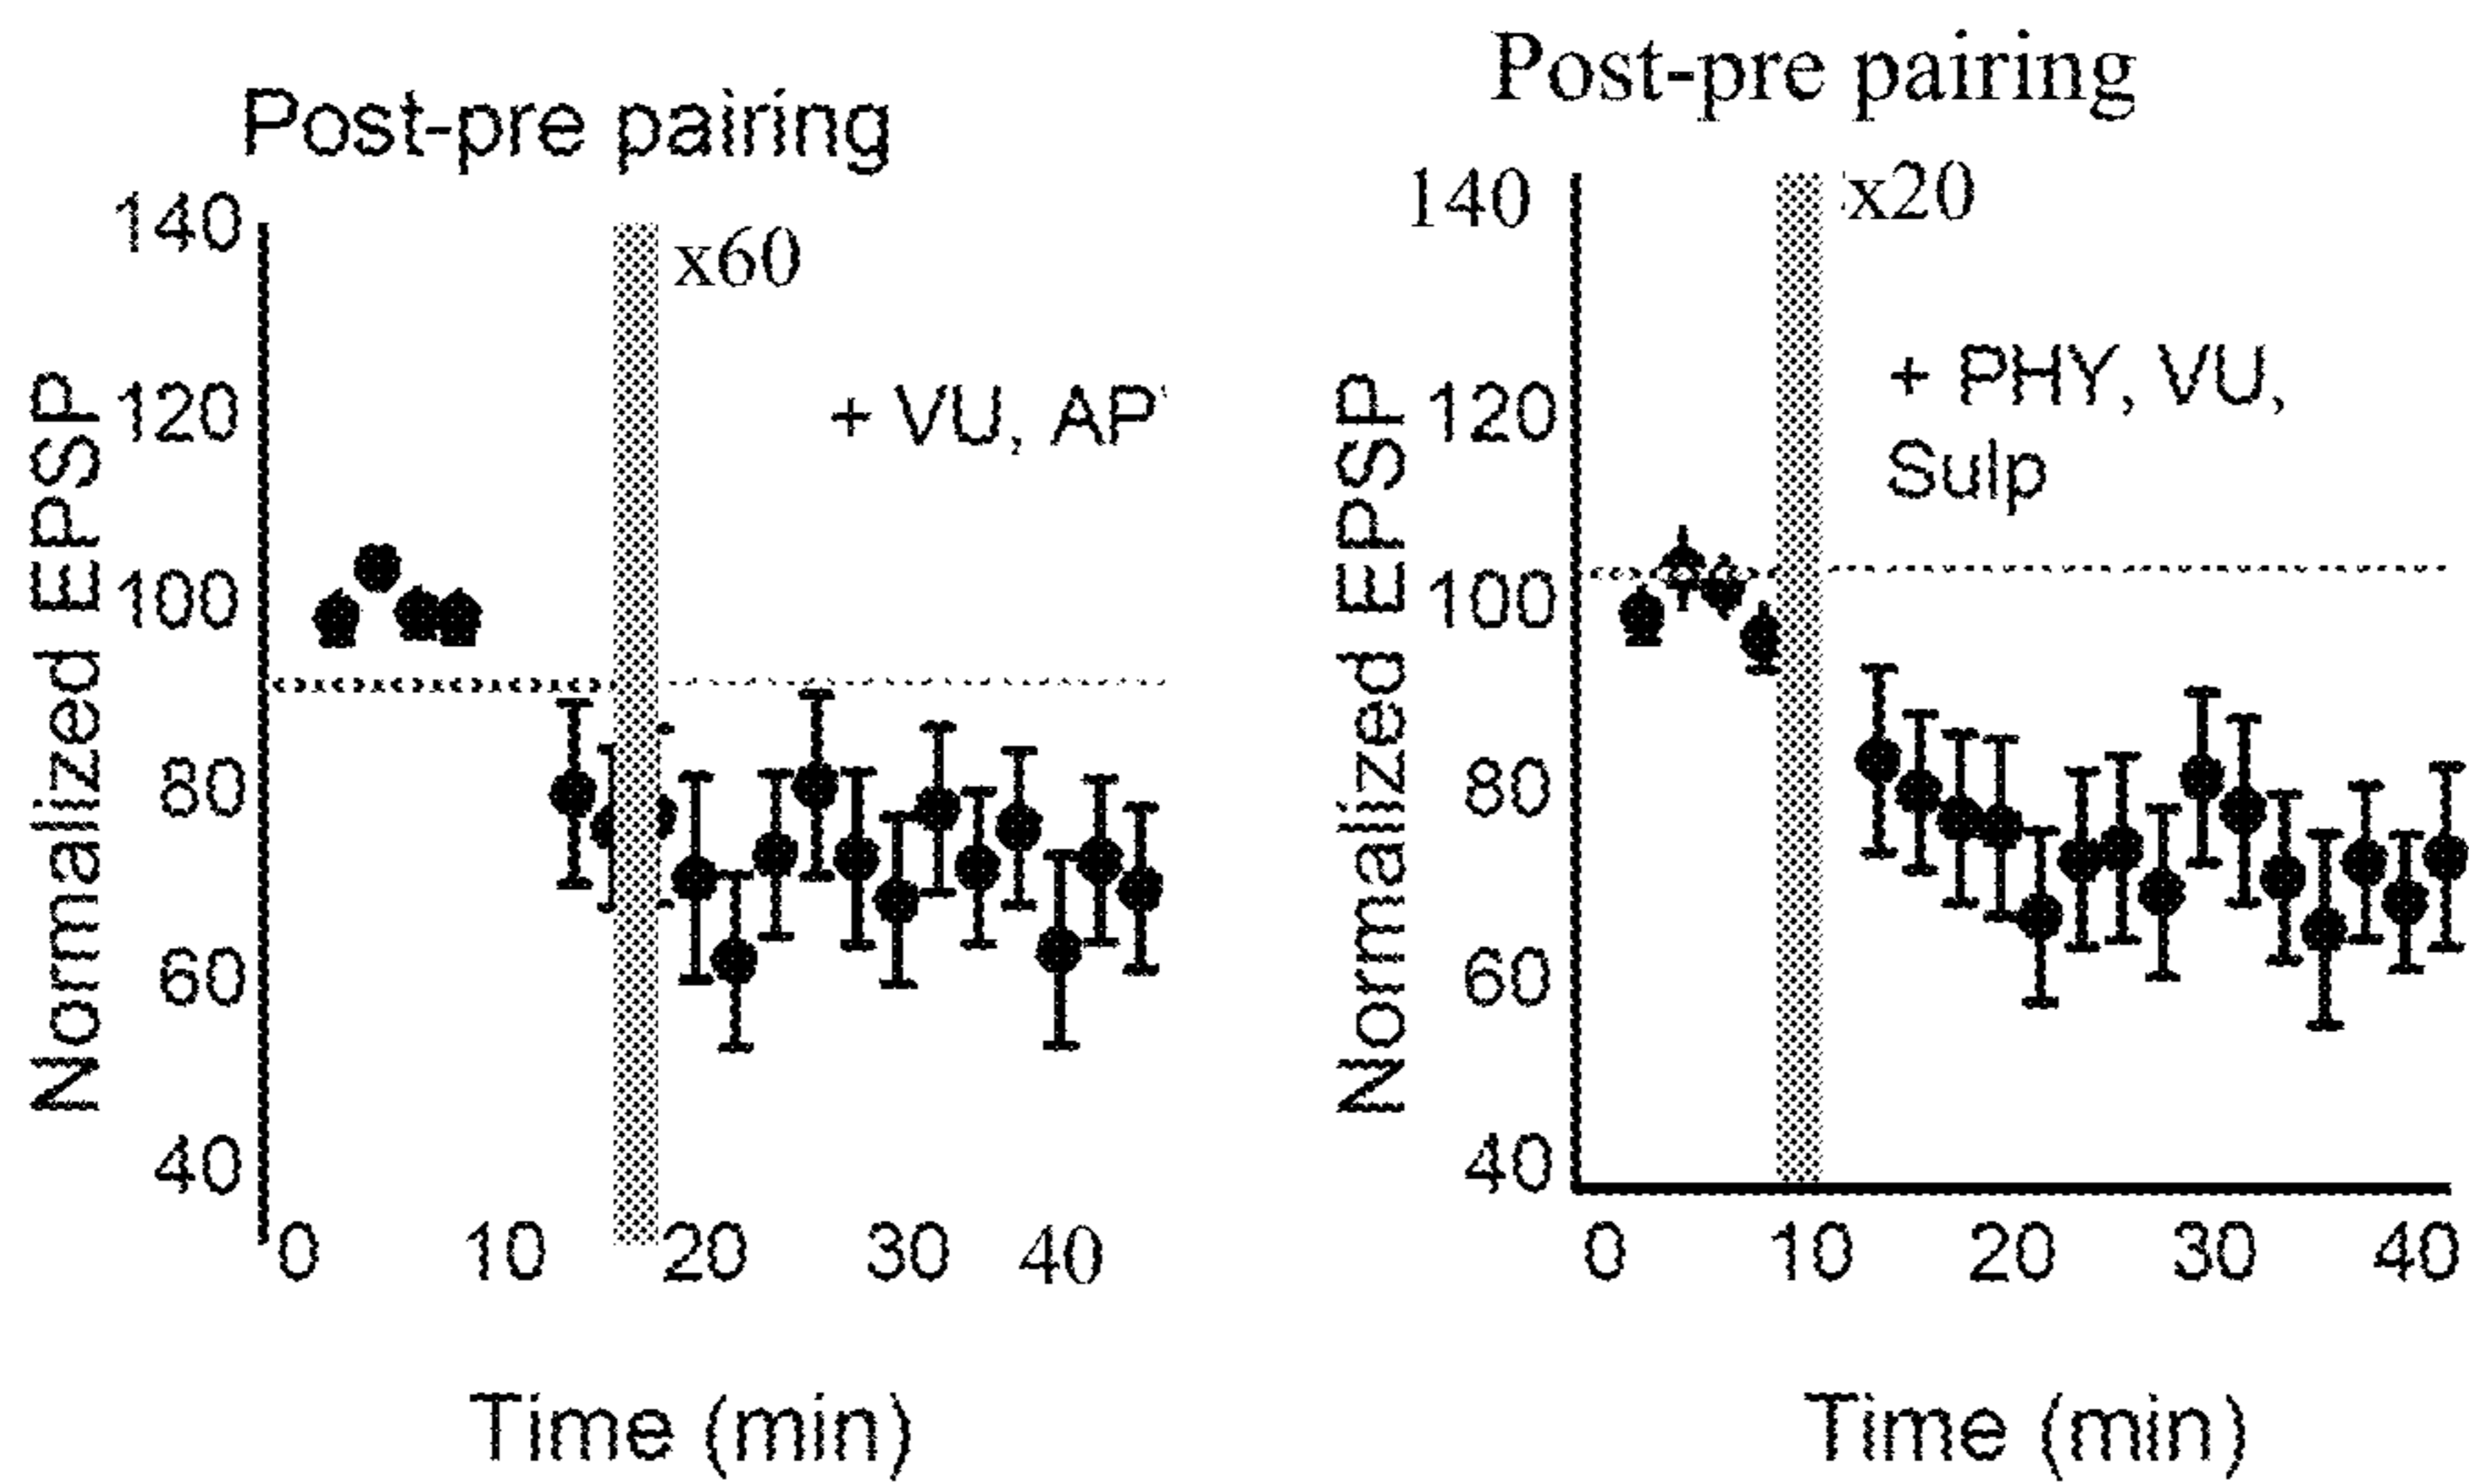 Post-pre pairing
140
x60
120
+ VU, AP
100
80
60
40
0 10 20 30 40
Normalized EPSP
Time (min)
Post-pre pairing
140
x20
120
+ PHY, VU,
Sulp
100
80
60
40
0 10 20 30 40
Normalized EPSP
Time (min)